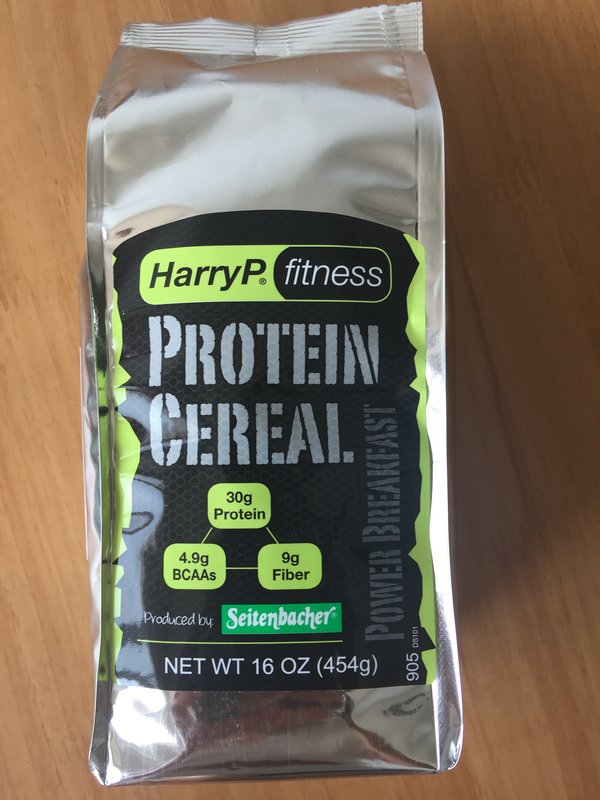 HarryP.® fitness
PROTEIN
CEREAL
POWER BREAKFAST
30g
Protein
4.9g
BCAAs
9g
Fiber
Produced by: Seitenbacher®
NET WT 16 OZ (454g)
905 DS101